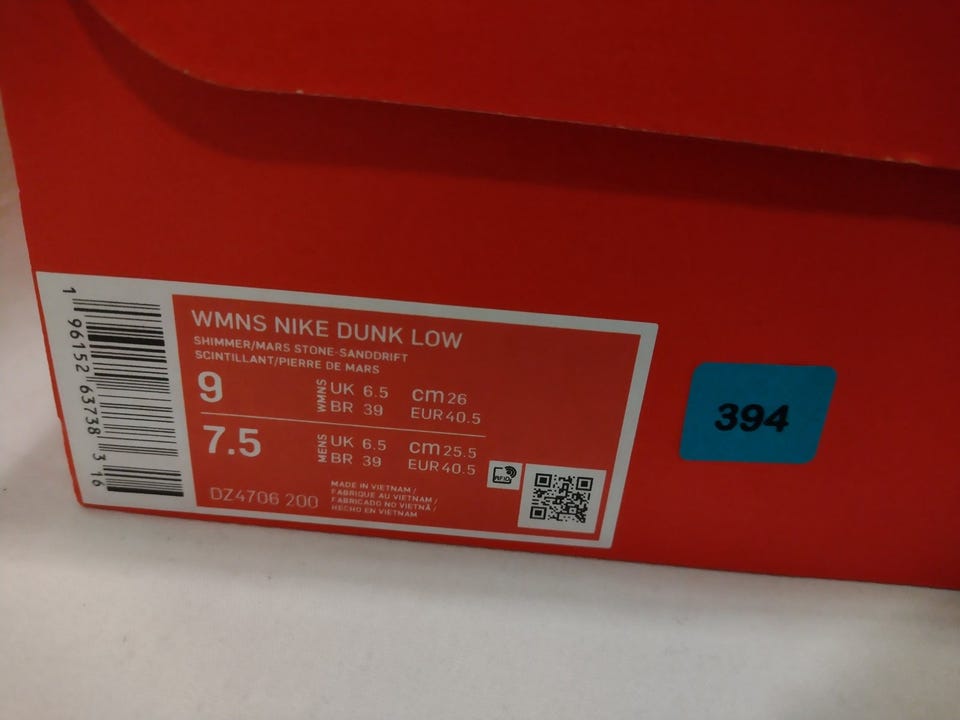 1 96152 63738 3 16
WMNS NIKE DUNK LOW
SHIMMER/MARS STONE-SANDDRIFT
SCINTILLANT/PIERRE DE MARS
9 WMNS UK 6.5 cm 26
BR 39 EUR 40.5
7.5 MENS UK 6.5 cm 25.5
BR 39 EUR 40.5
DZ4706 200
MADE IN VIETNAM /
FABRIQUE AU VIETNAM /
FABRICADO NO VIETNÃ /
HECHO EN VIETNAM
RFID
394